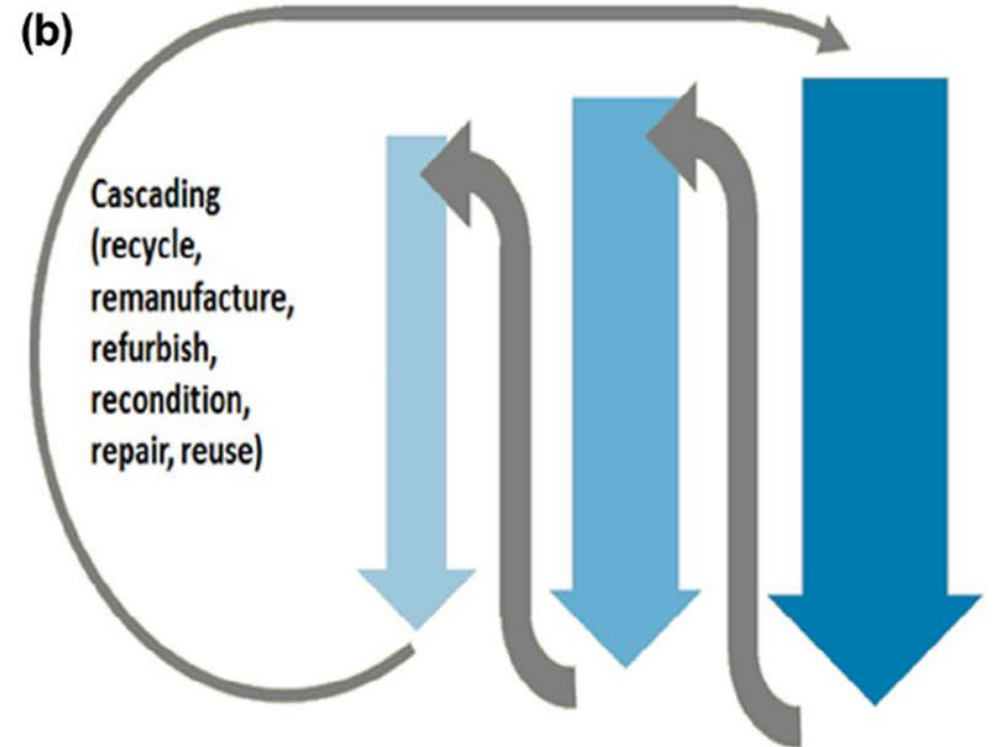 (b)
Cascading
(recycle,
remanufacture,
refurbish,
recondition,
repair, reuse)